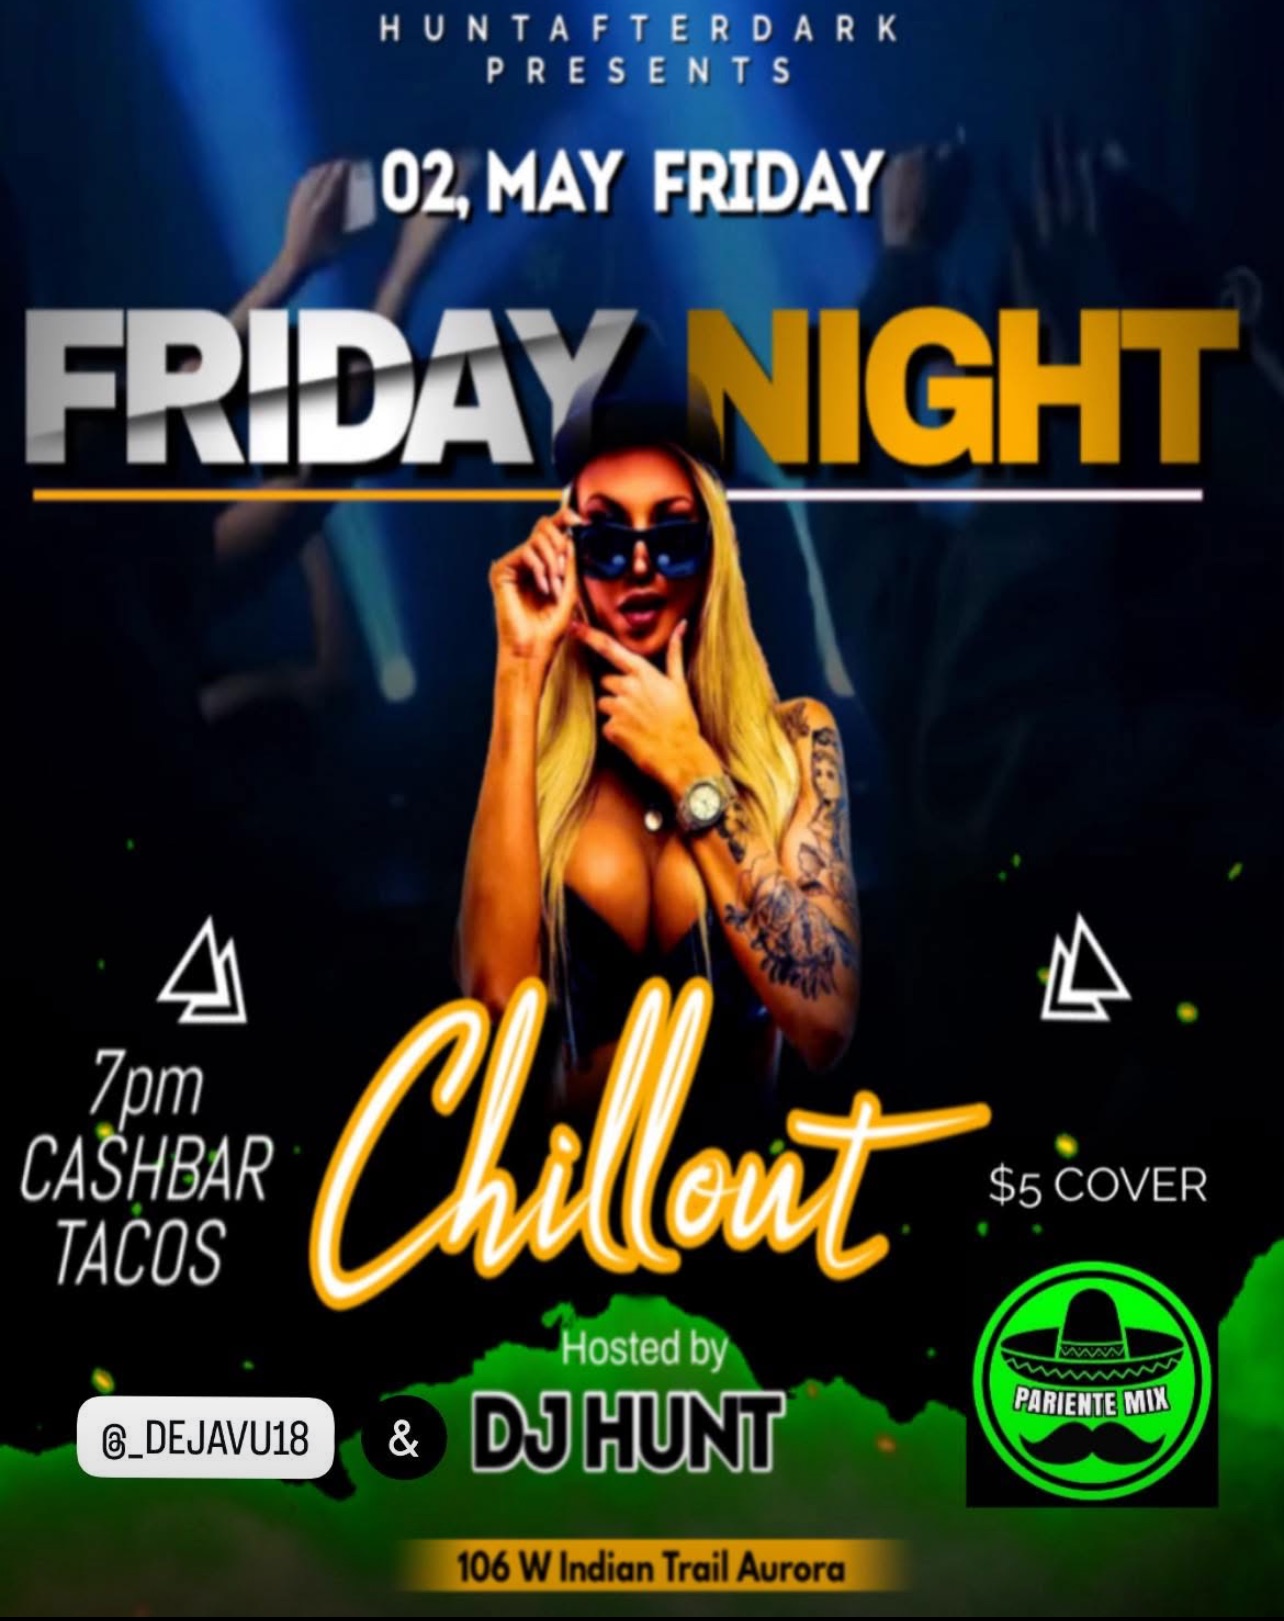 HUNTAFTERDARK
PRESENTS
02, MAY FRIDAY
FRIDAY NIGHT
7pm
CASHBAR
TACOS
Chillout
$5 COVER
Hosted by
@_DEJAVU18 & DJ HUNT
PARIENTE MIX
106 W Indian Trail Aurora